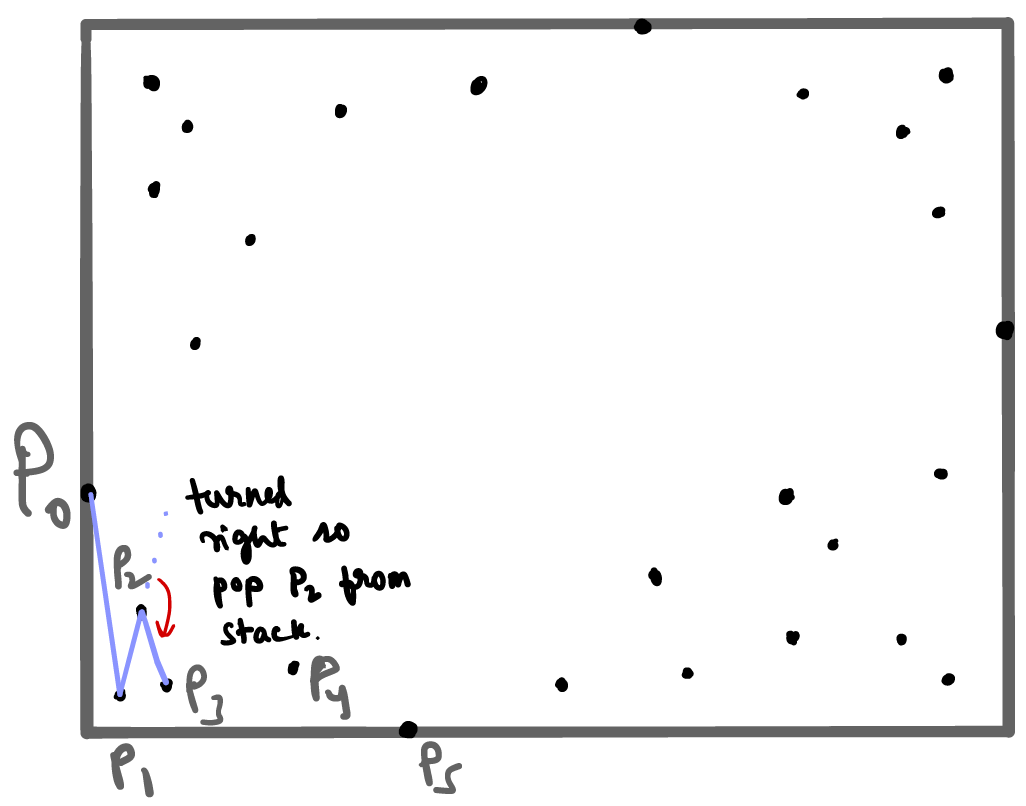 P0
turned
right so
P2
pop P2 from
stack.
P3
P4
P1
P5